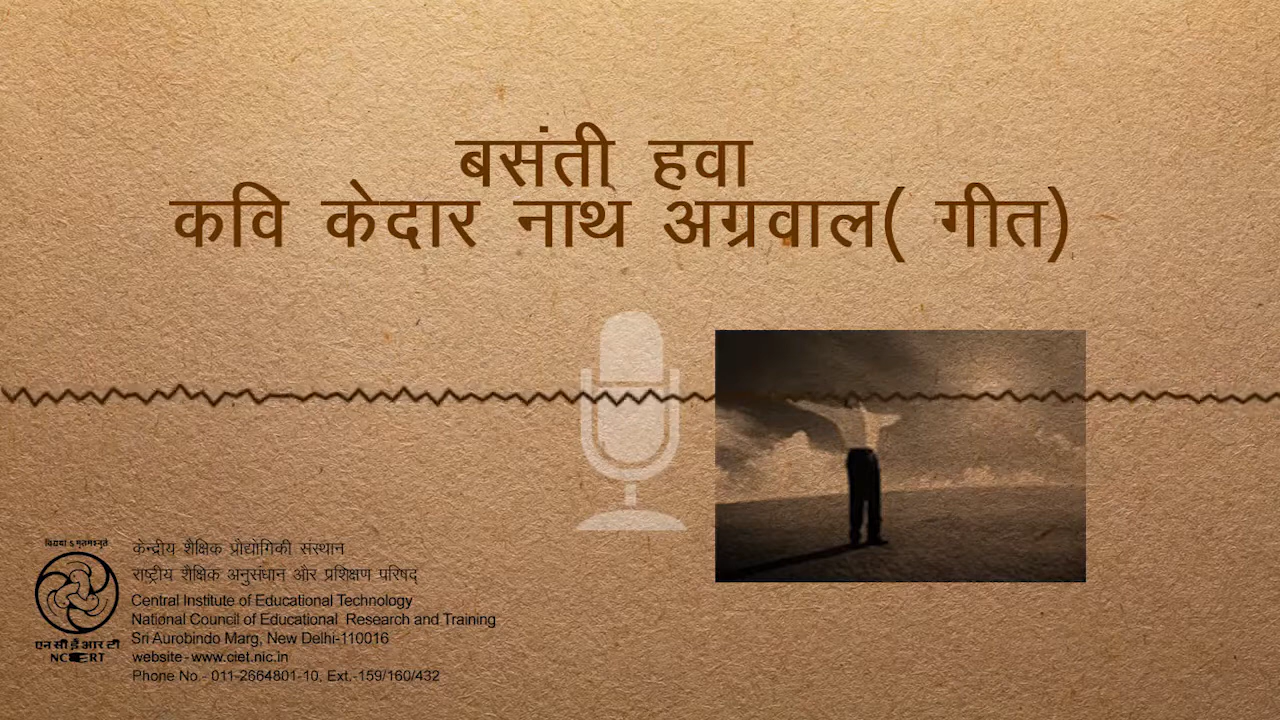 बसंती हवा
कवि केदार नाथ अग्रवाल( गीत)
विद्यया ऽ मृतमश्नुते
एन सी ई आर टी
NCERT
केन्द्रीय शैक्षिक प्रौद्योगिकी संस्थान
राष्ट्रीय शैक्षिक अनुसंधान और प्रशिक्षण परिषद्
Central Institute of Educational Technology
National Council of Educational Research and Training
Sri Aurobindo Marg, New Delhi-110016
website-www.ciet.nic.in
Phone No.- 011-2664801-10, Ext.-159/160/432